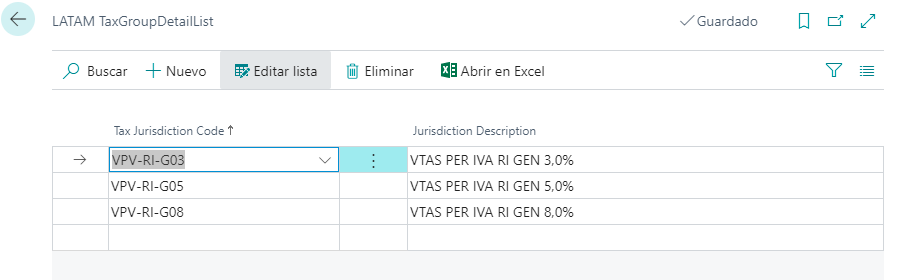 LATAM TaxGroupDetailList
Guardado
Buscar Nuevo Editar lista Eliminar Abrir en Excel
Tax Jurisdiction Code↑ Jurisdiction Description
VPV-RI-G03 VTAS PER IVA RI GEN 3,0%
VPV-RI-G05 VTAS PER IVA RI GEN 5,0%
VPV-RI-G08 VTAS PER IVA RI GEN 8,0%